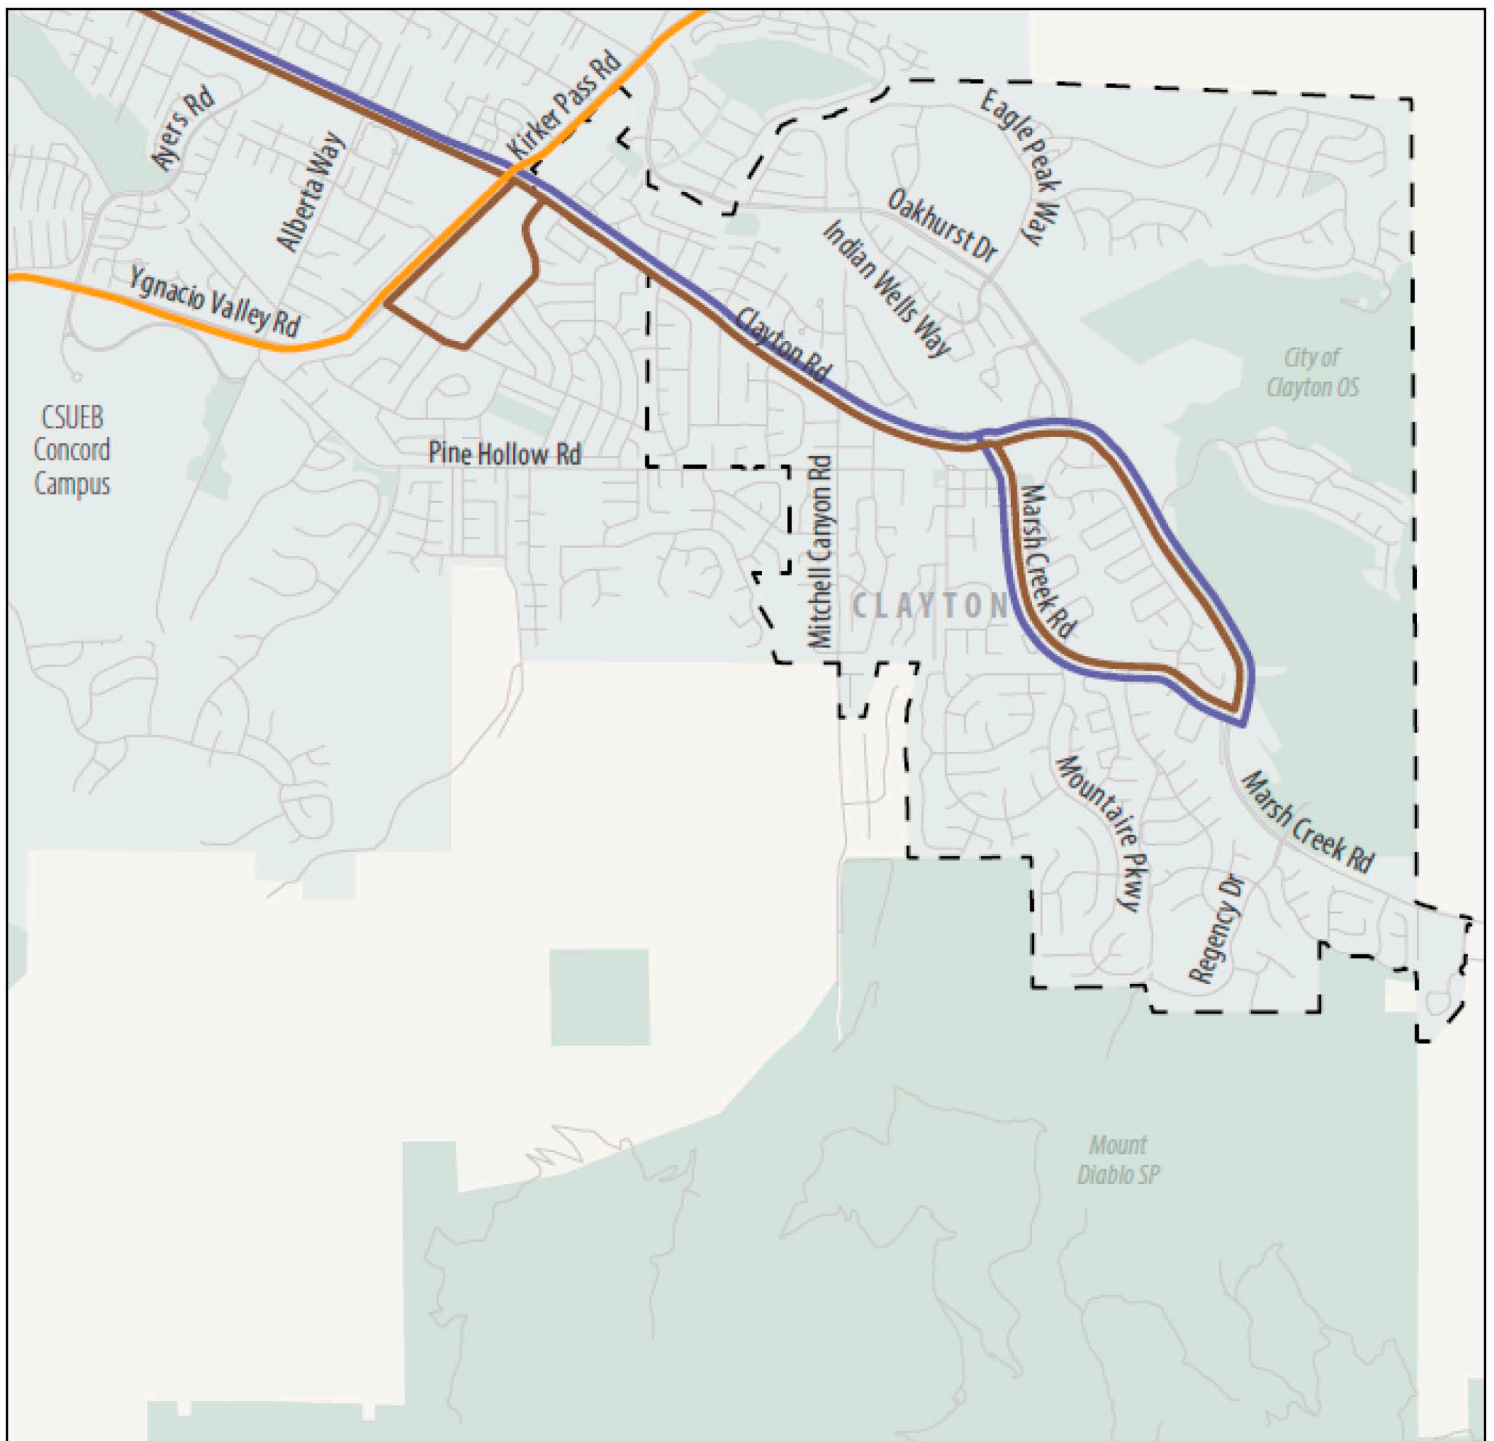 Kirker Pass Rd
Ayers Rd
Alberta Way
Eagle Peak Way
Oakhurst Dr
Indian Wells Way
Ygnacio Valley Rd
Clayton Rd
City of
Clayton OS
CSUEB
Concord
Campus
Pine Hollow Rd
Mitchell Canyon Rd
Marsh Creek Rd
CLAYTON
Mountaire Pkwy
Marsh Creek Rd
Regency Dr
Mount
Diablo SP